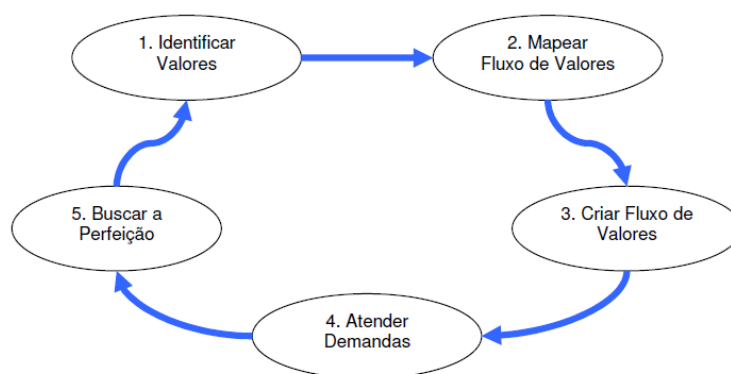 1. Identificar
Valores
2. Mapear
Fluxo de Valores
3. Criar Fluxo de
Valores
4. Atender
Demandas
5. Buscar a
Perfeição